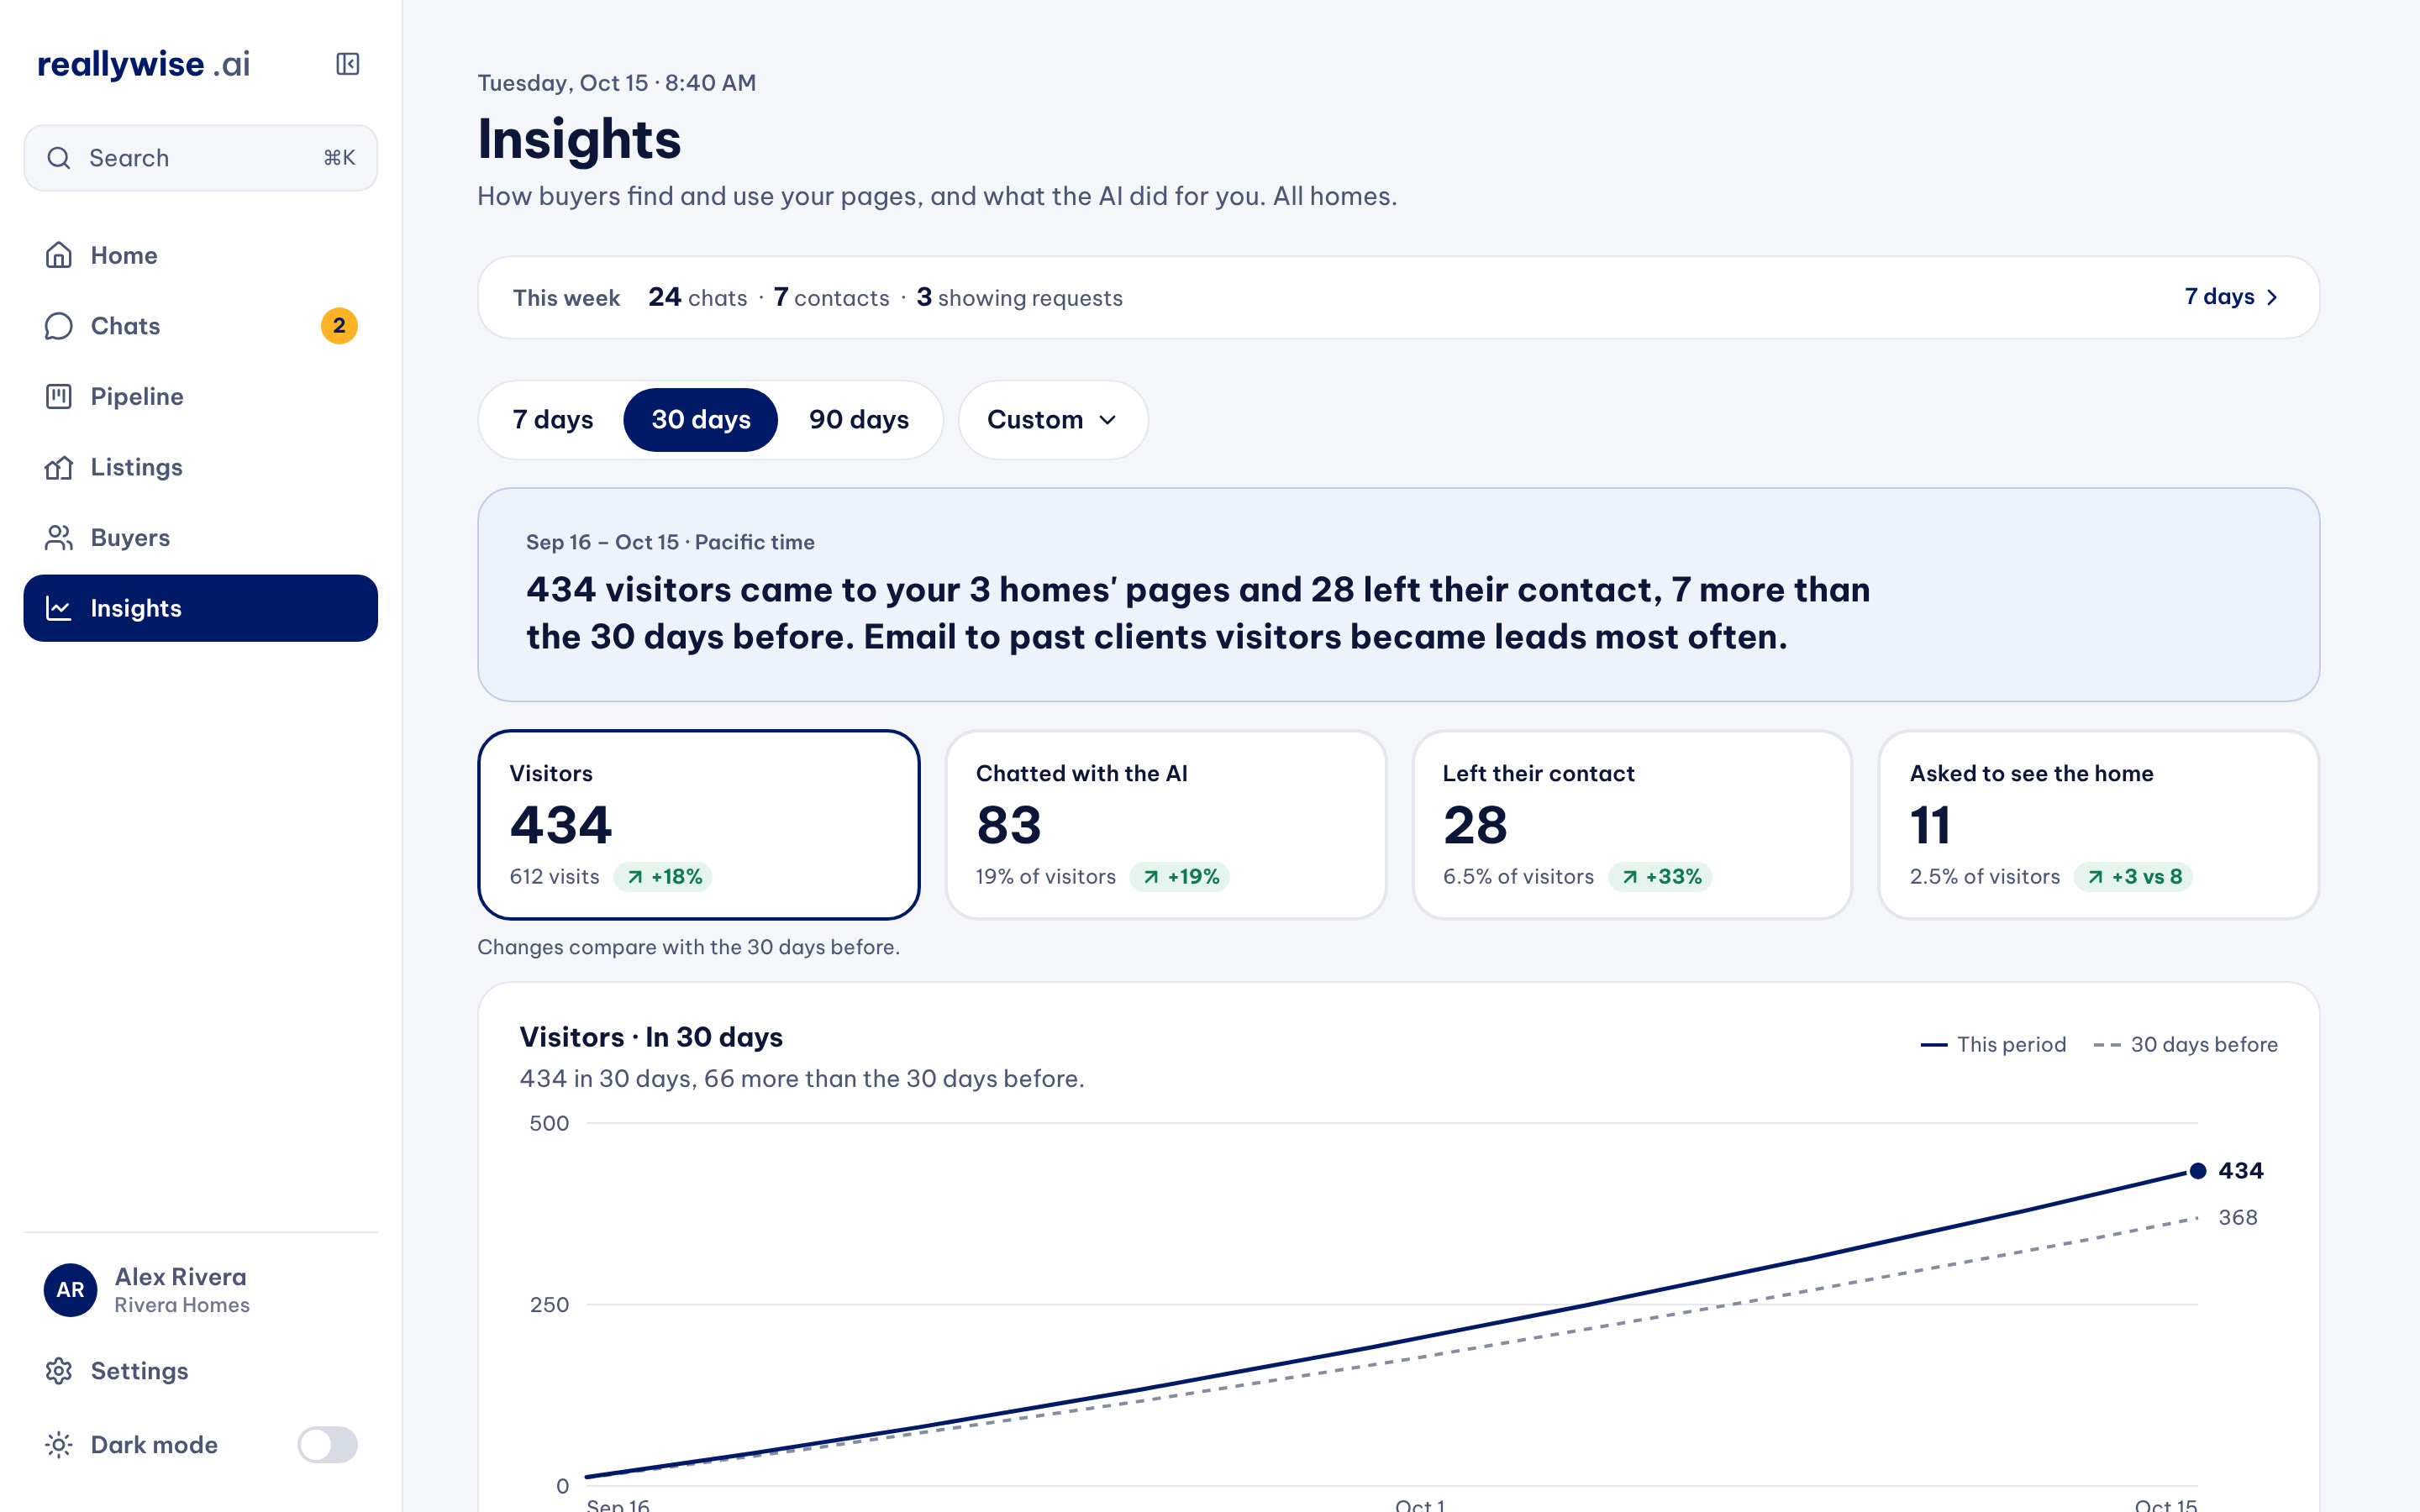 reallywise .ai
Search ⌘K
Home
Chats 2
Pipeline
Listings
Buyers
Insights
AR
Alex Rivera
Rivera Homes
Settings
Dark mode
Tuesday, Oct 15 · 8:40 AM
Insights
How buyers find and use your pages, and what the AI did for you. All homes.
This week 24 chats · 7 contacts · 3 showing requests 7 days
7 days 30 days 90 days Custom
Sep 16 – Oct 15 · Pacific time
434 visitors came to your 3 homes' pages and 28 left their contact, 7 more than
the 30 days before. Email to past clients visitors became leads most often.
Visitors
434
612 visits +18%
Chatted with the AI
83
19% of visitors +19%
Left their contact
28
6.5% of visitors +33%
Asked to see the home
11
2.5% of visitors +3 vs 8
Changes compare with the 30 days before.
Visitors · In 30 days
434 in 30 days, 66 more than the 30 days before.
This period 30 days before
500
434
368
250
0
Sep 16 Oct 1 Oct 15